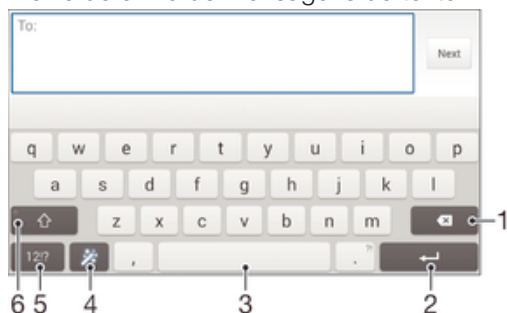 To:
Next
q w e r t y u i o p
a s d f g h j k l
z x c v b n m
12!? , . ?!
1
6 5 4 3 2